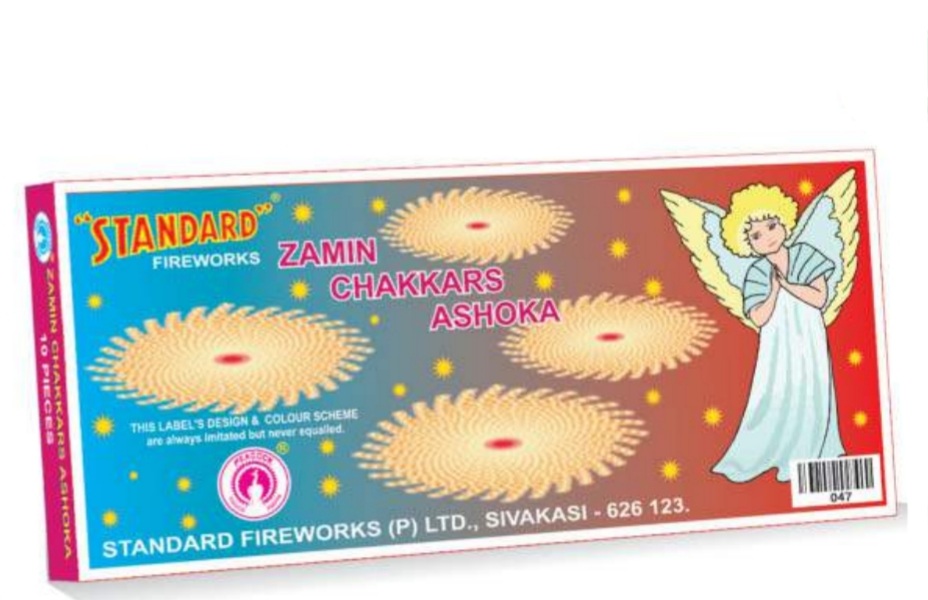 "STANDARD"®
FIREWORKS
ZAMIN
CHAKKARS
ASHOKA
THIS LABEL'S DESIGN & COLOUR SCHEME
are always imitated but never equalled.
PEACOCK
®
STANDARD FIREWORKS (P) LTD., SIVAKASI - 626 123.
047
ZAMIN CHAKKARS ASHOKA
10 PIECES